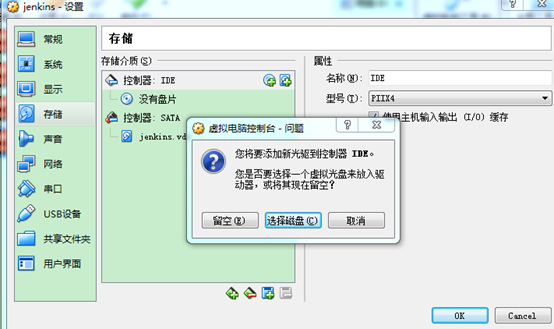 jenkins - 设置
常规
系统
显示
存储
声音
网络
串口
USB设备
共享文件夹
用户界面
存储
存储介质(S)
控制器: IDE
没有盘片
控制器: SATA
jenkins.vd
属性
名称(N): IDE
型号(T): PIIX4
使用主机输入输出 (I/O) 缓存
虚拟电脑控制台 - 问题
您将要添加新光驱到控制器 IDE。
您是否要选择一个虚拟光盘来放入驱
动器，或将其现在留空?
留空(E)
选择磁盘(C)
取消
OK
Cancel